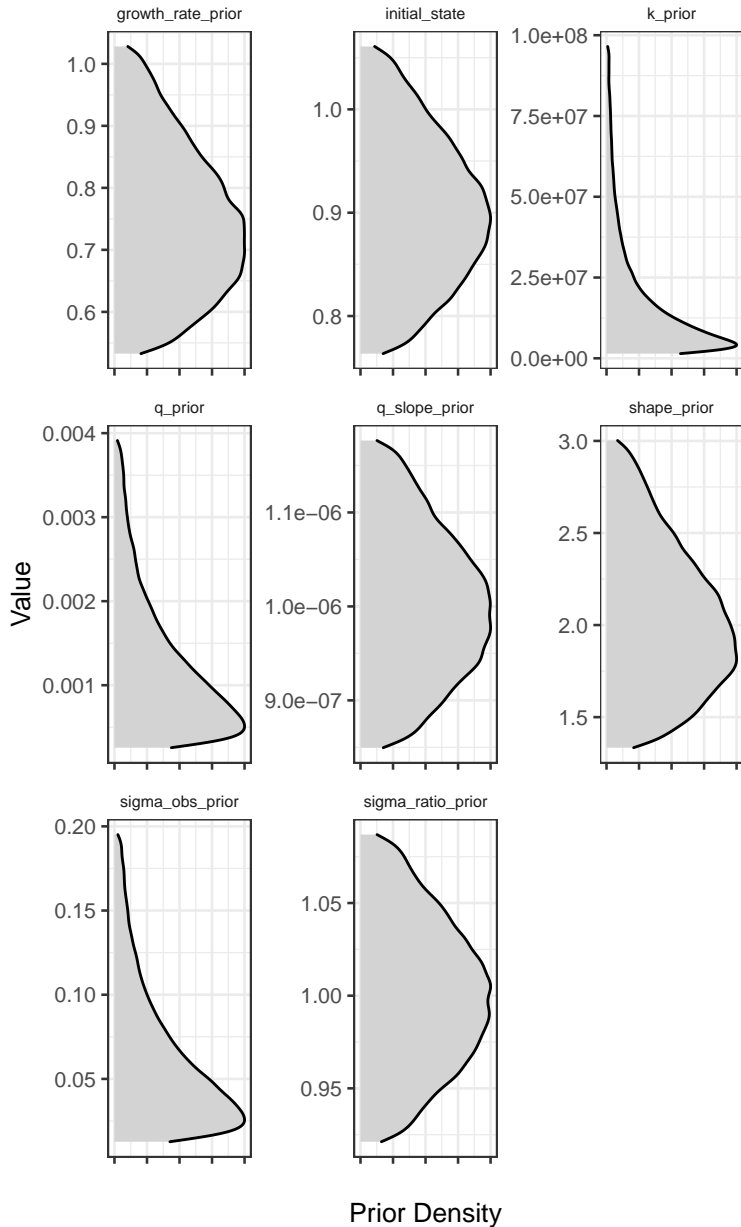 growth_rate_prior
1.0
0.9
0.8
0.7
0.6
initial_state
1.0
0.9
0.8
k_prior
1.0e+08
7.5e+07
5.0e+07
2.5e+07
0.0e+00
q_prior
0.004
0.003
0.002
0.001
q_slope_prior
1.1e−06
1.0e−06
9.0e−07
shape_prior
3.0
2.5
2.0
1.5
sigma_obs_prior
0.20
0.15
0.10
0.05
sigma_ratio_prior
1.05
1.00
0.95
Value
Prior Density